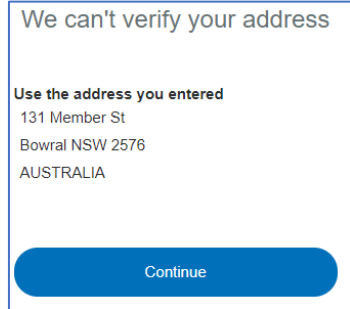 We can't verify your address
Use the address you entered
131 Member St
Bowral NSW 2576
AUSTRALIA
Continue